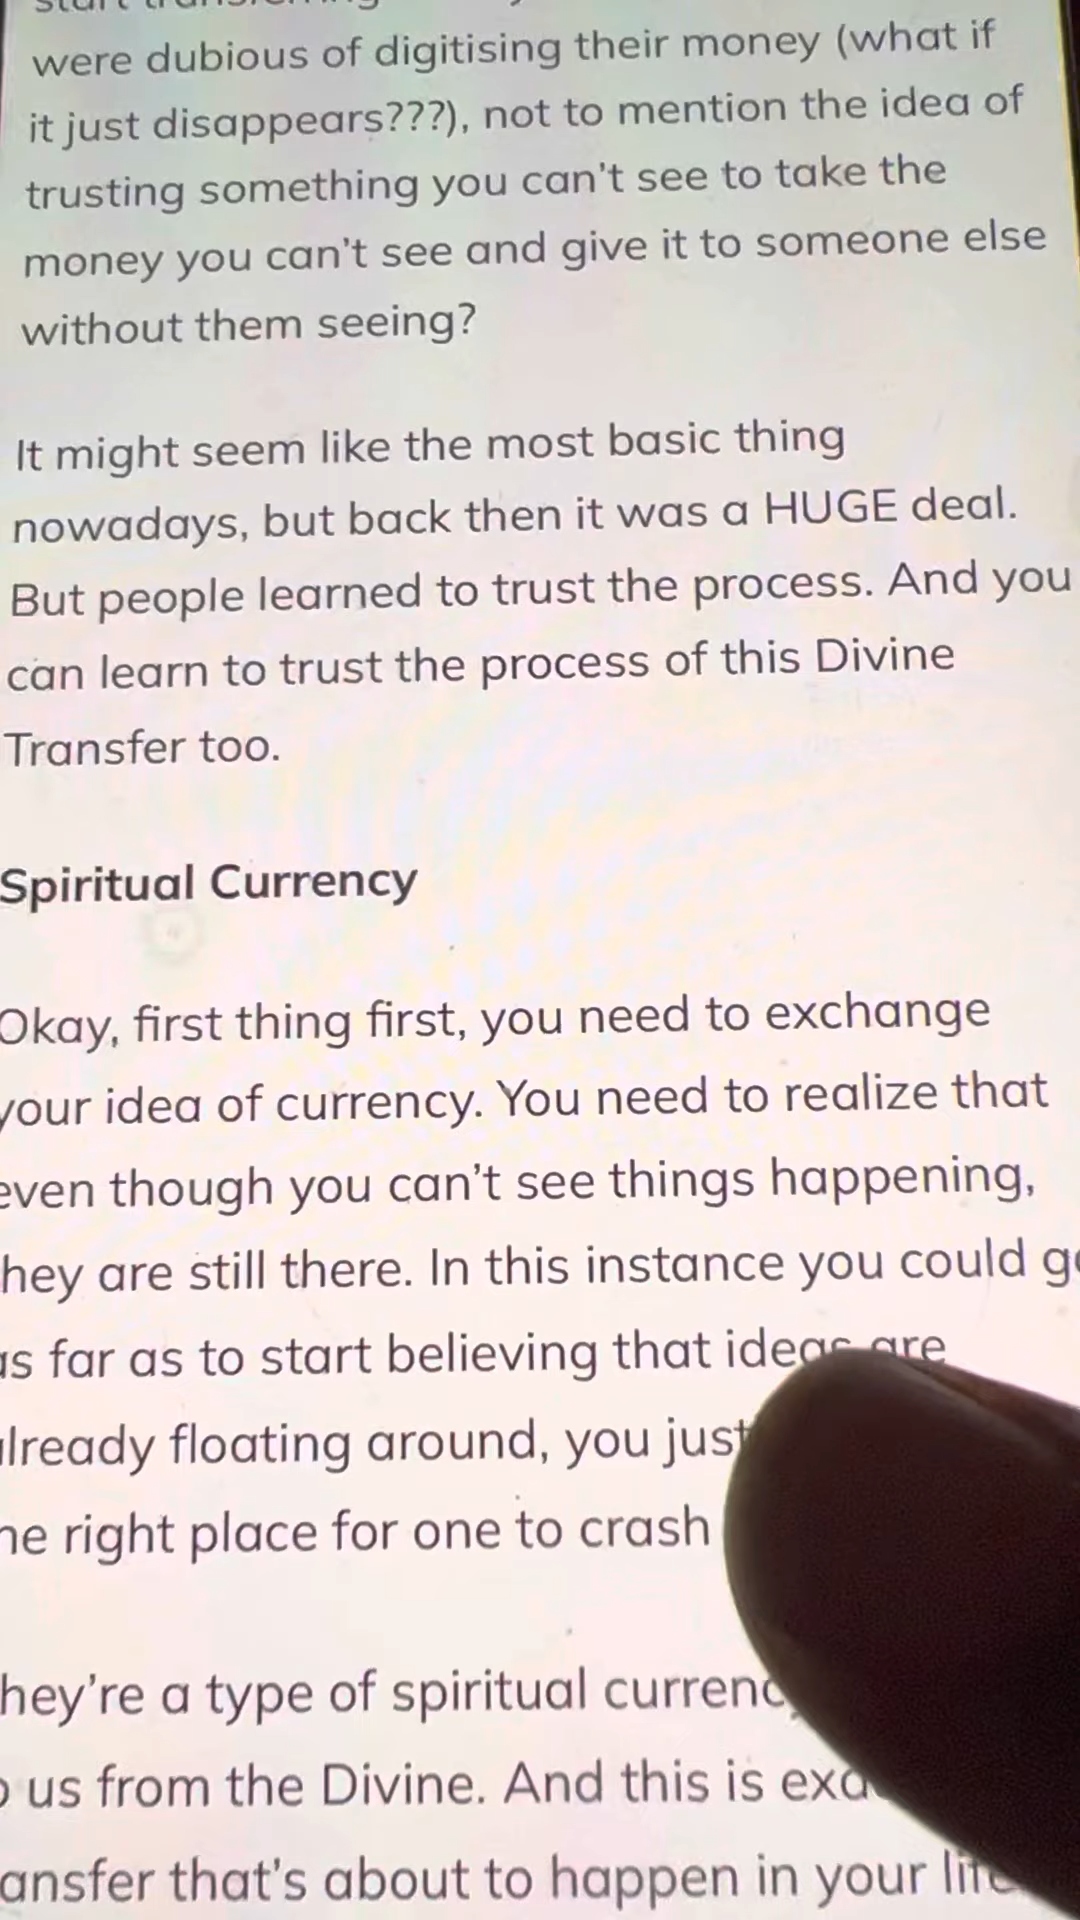 were dubious of digitising their money (what if
it just disappears???), not to mention the idea of
trusting something you can't see to take the
money you can't see and give it to someone else
without them seeing?
It might seem like the most basic thing
nowadays, but back then it was a HUGE deal.
But people learned to trust the process. And you
can learn to trust the process of this Divine
Transfer too.
Spiritual Currency
Okay, first thing first, you need to exchange
your idea of currency. You need to realize that
even though you can't see things happening,
hey are still there. In this instance you could
as far as to start believing that ideas are
already floating around, you just
he right place for one to crash
hey're a type of spiritual currenc
us from the Divine. And this is
ansfer that's about to happen in your life